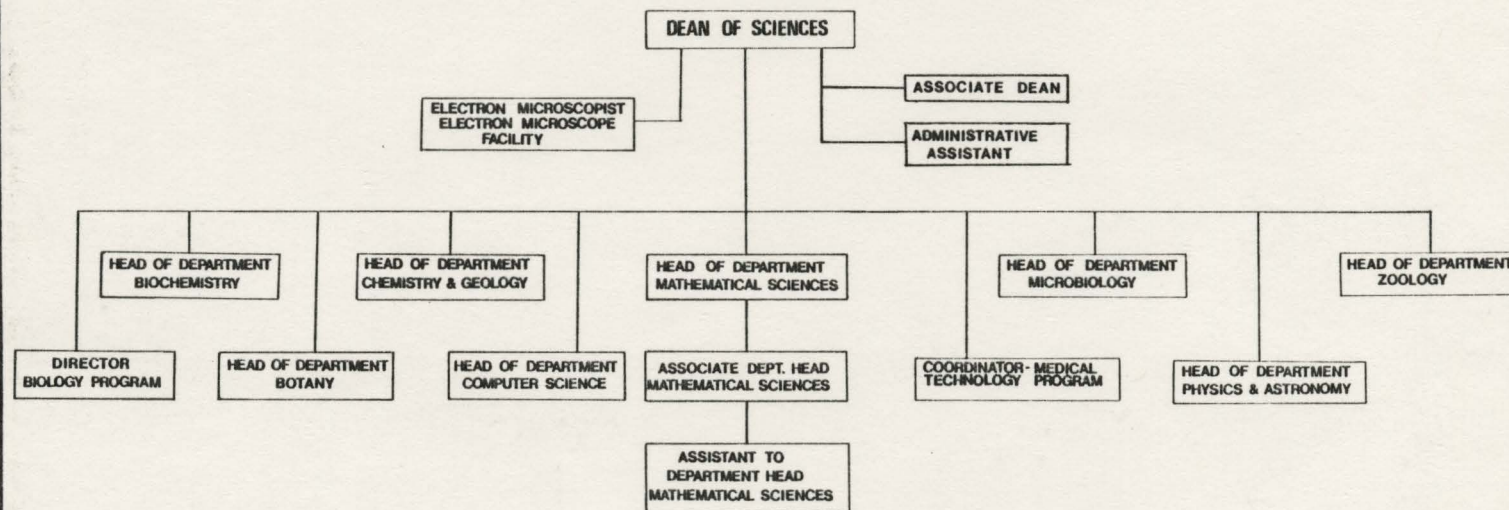 DEAN OF SCIENCES
ELECTRON MICROSCOPIST
ELECTRON MICROSCOPE
FACILITY
ASSOCIATE DEAN
ADMINISTRATIVE
ASSISTANT
HEAD OF DEPARTMENT
BIOCHEMISTRY
HEAD OF DEPARTMENT
CHEMISTRY & GEOLOGY
HEAD OF DEPARTMENT
MATHEMATICAL SCIENCES
HEAD OF DEPARTMENT
MICROBIOLOGY
HEAD OF DEPARTMENT
ZOOLOGY
DIRECTOR
BIOLOGY PROGRAM
HEAD OF DEPARTMENT
BOTANY
HEAD OF DEPARTMENT
COMPUTER SCIENCE
ASSOCIATE DEPT. HEAD
MATHEMATICAL SCIENCES
COORDINATOR - MEDICAL
TECHNOLOGY PROGRAM
HEAD OF DEPARTMENT
PHYSICS & ASTRONOMY
ASSISTANT TO
DEPARTMENT HEAD
MATHEMATICAL SCIENCES